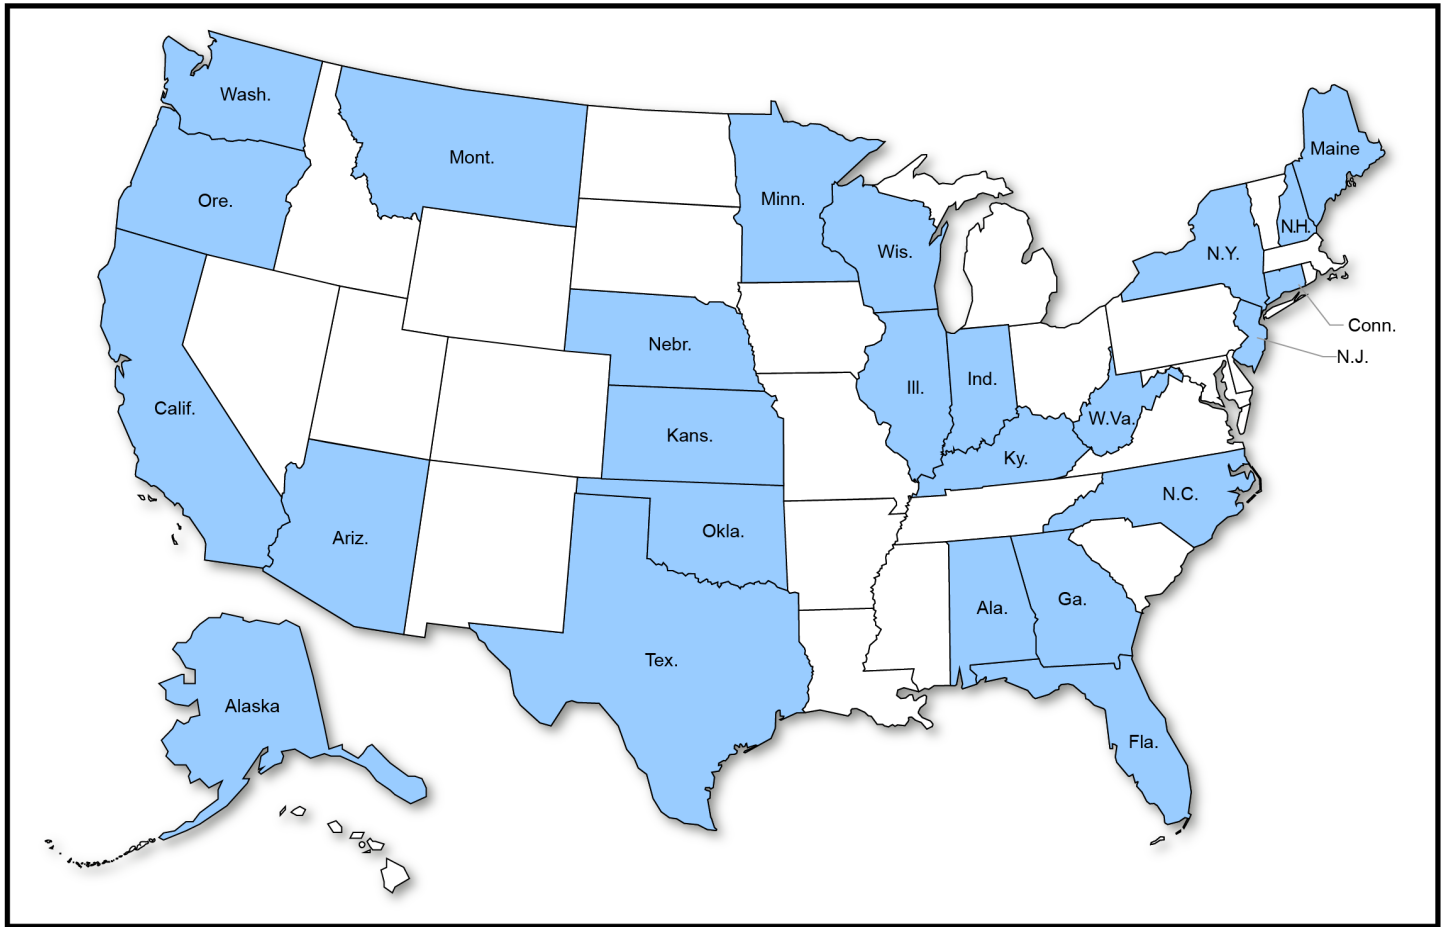 Wash.
Mont.
Maine
Ore.
Minn.
N.H.
Wis.
N.Y.
Conn.
Nebr.
N.J.
Ill.
Ind.
Calif.
W.Va.
Kans.
Ky.
N.C.
Okla.
Ariz.
Ala.
Ga.
Tex.
Alaska
Fla.